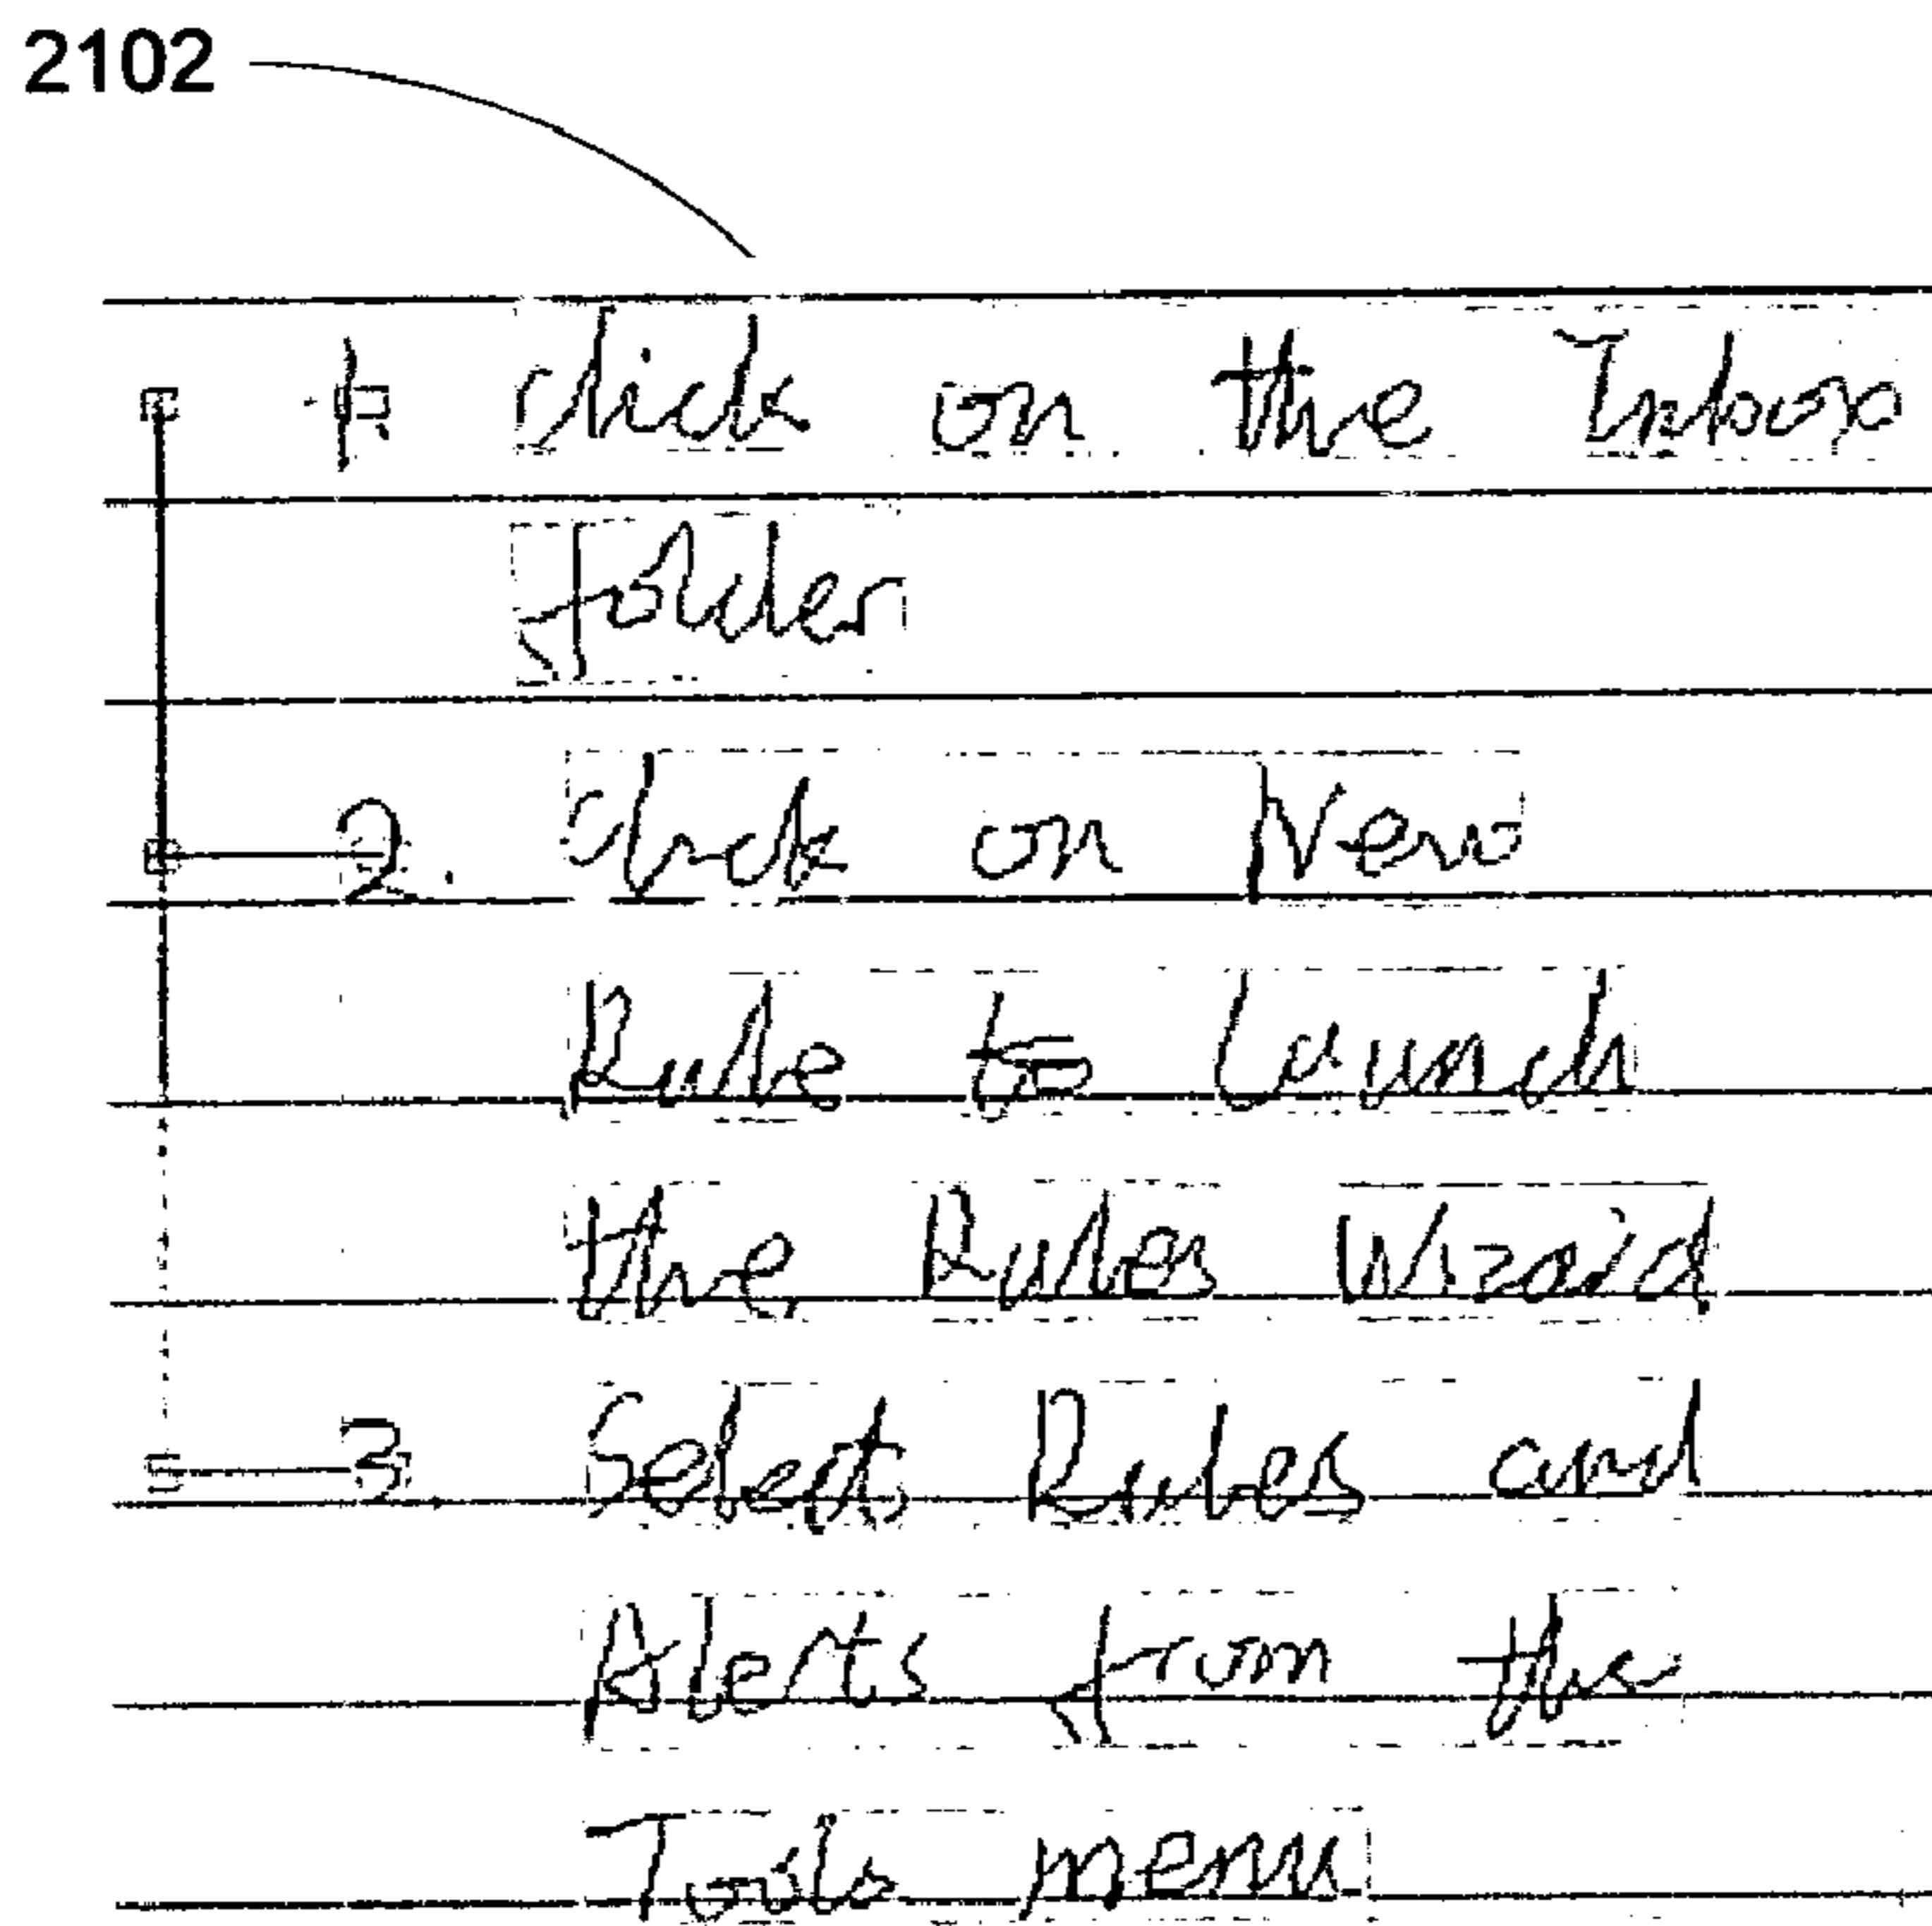 2102
1. Click on the Inbox
folder
2. Click on New
Rule to launch
the Rules Wizard
3 Select Rules and
Alerts from the
Tools menu